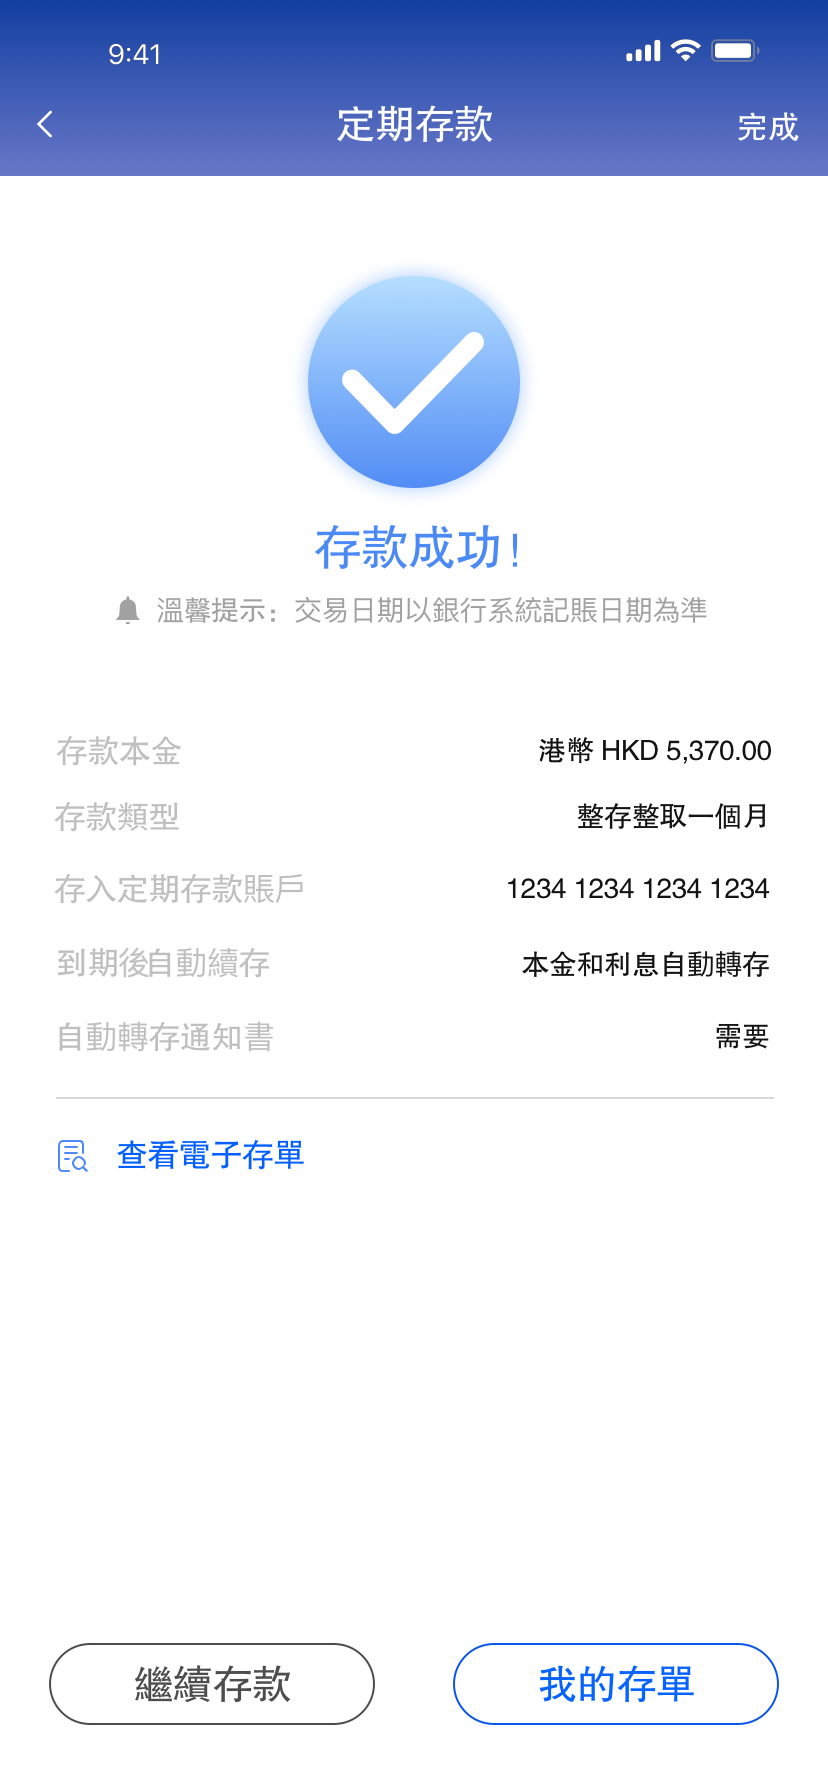 9:41
定期存款
完成
存款成功！
溫馨提示：交易日期以銀行系統記賬日期為準
存款本金 港幣 HKD 5,370.00
存款類型 整存整取一個月
存入定期存款賬戶 1234 1234 1234 1234
到期後自動續存 本金和利息自動轉存
自動轉存通知書 需要
查看電子存單
繼續存款 我的存單